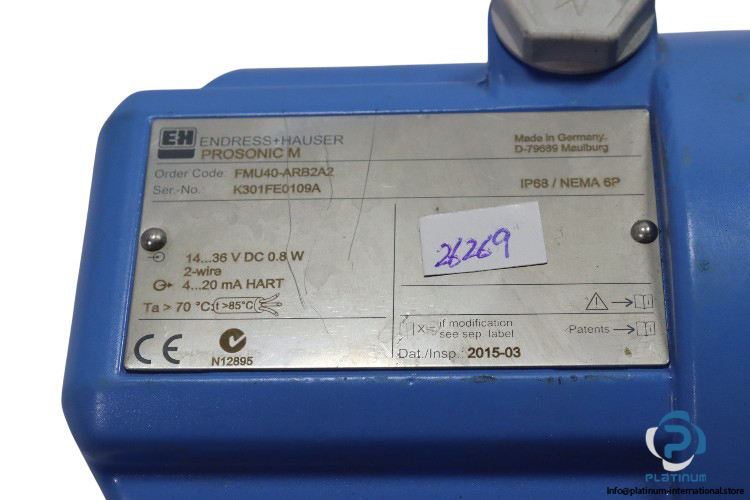 EH ENDRESS+HAUSER
PROSONIC M
Made in Germany.
D-79689 Maulburg
Order Code: FMU40-ARB2A2
Ser.-No.: K301FE0109A
IP68 / NEMA 6P
26269
14...36 V DC 0.8 W
2-wire
4...20 mA HART
Ta > 70 °C: t >85°C
X= if modification
see sep. label
Patents
Dat./Insp.: 2015-03
CE
N12895
PLATINUM
Info@platinum-international.store